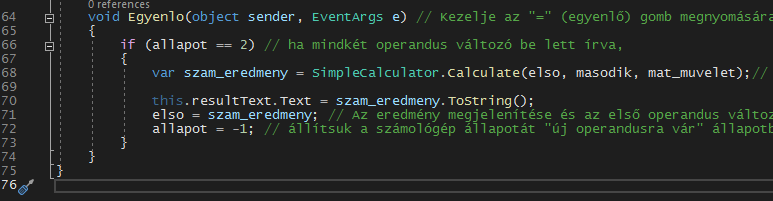 0 references
64 void Egyenlo(object sender, EventArgs e) // Kezelje az "=" (egyenlő) gomb megnyomására
65 {
66 if (allapot == 2) // ha mindkét operandus változó be lett írva,
67 {
68 var szam_eredmeny = SimpleCalculator.Calculate(elso, masodik, mat_muvelet);//
69
70 this.resultText.Text = szam_eredmeny.ToString();
71 elso = szam_eredmeny; // Az eredmény megjelenítése és az első operandus változ
72 allapot = -1; // állítsuk a számológép állapotát "új operandusra vár" állapotb
73 }
74 }
75 }
76